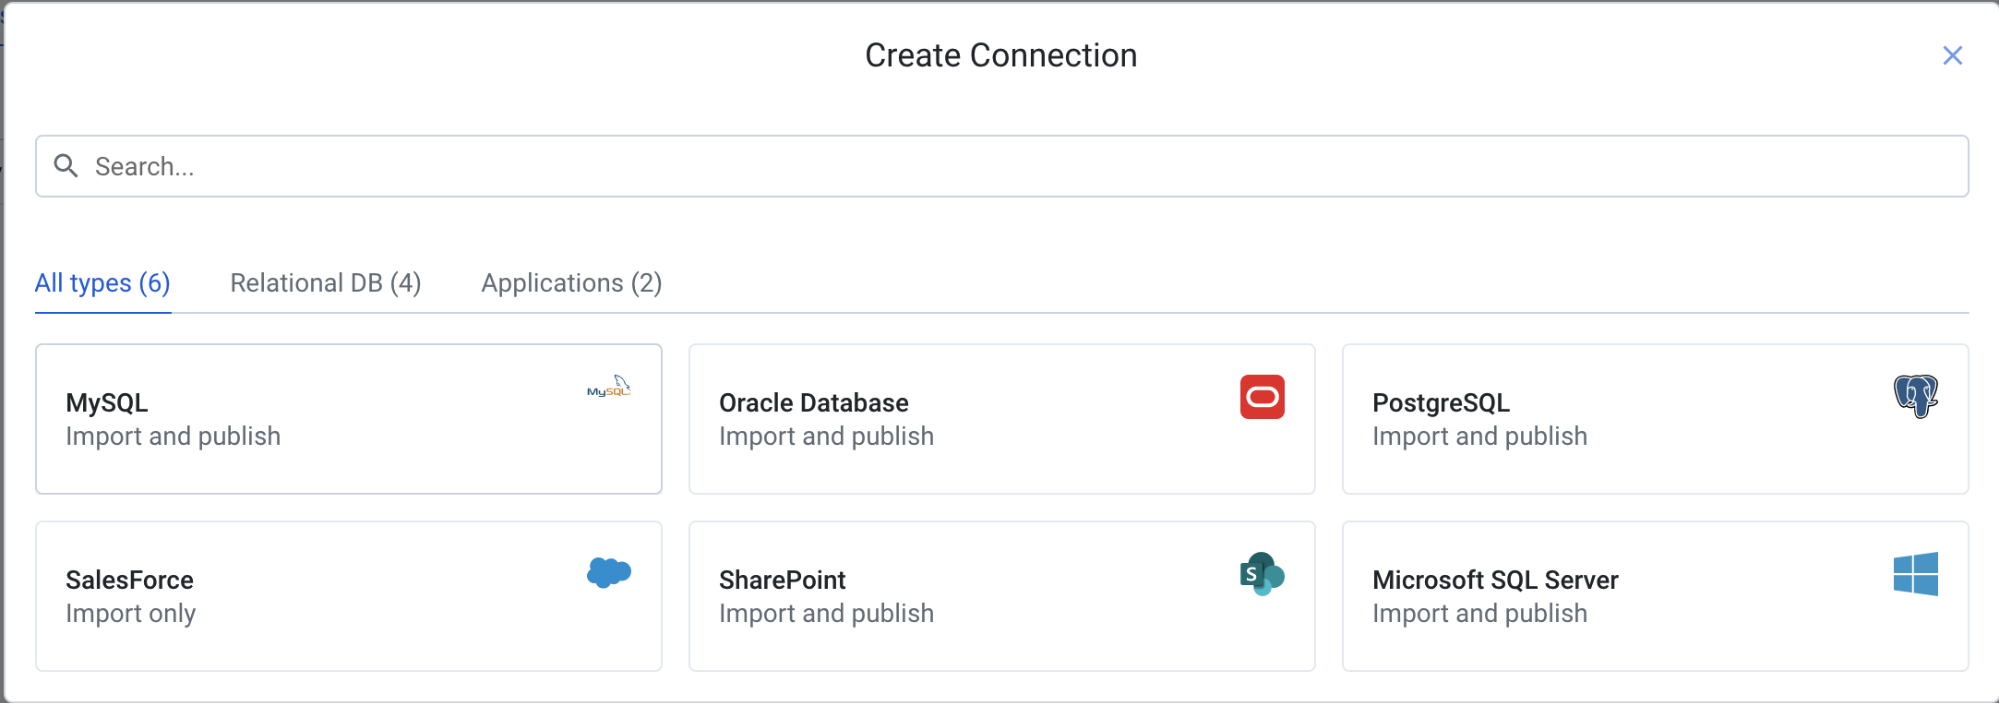 Create Connection
Search...
All types (6) Relational DB (4) Applications (2)
MySQL
Import and publish
MySQL
Oracle Database
Import and publish
PostgreSQL
Import and publish
SalesForce
Import only
SharePoint
Import and publish
S
Microsoft SQL Server
Import and publish